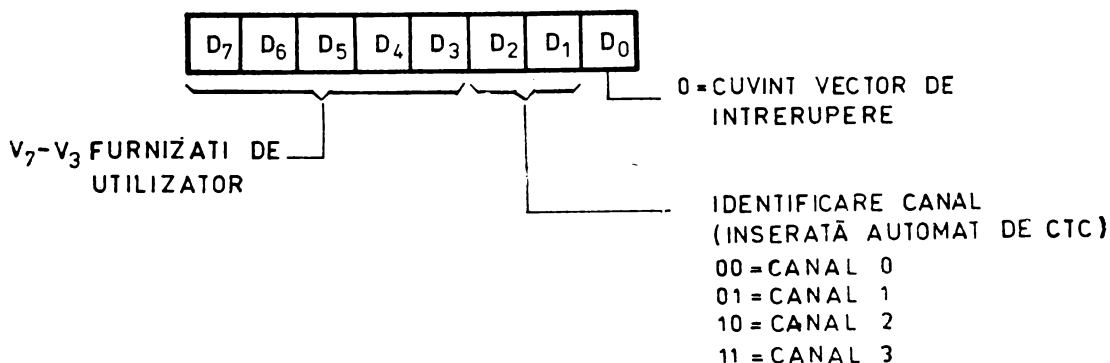 D7 D6 D5 D4 D3 D2 D1 D0
0=CUVINT VECTOR DE
INTRERUPERE
V7-V3 FURNIZATI DE
UTILIZATOR
IDENTIFICARE CANAL
(INSERATĂ AUTOMAT DE CTC)
00=CANAL 0
01=CANAL 1
10=CANAL 2
11=CANAL 3